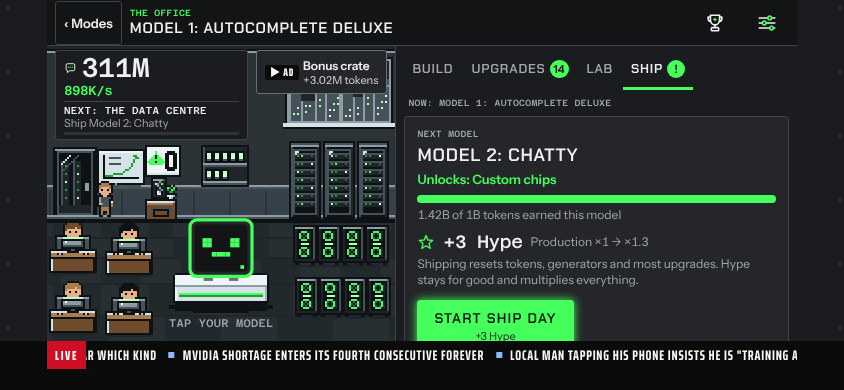 ‹ Modes
THE OFFICE
MODEL 1: AUTOCOMPLETE DELUXE
311M
898K/s
NEXT: THE DATA CENTRE
Ship Model 2: Chatty
AD
Bonus crate
+3.02M tokens
TAP YOUR MODEL
BUILD
UPGRADES 14
LAB
SHIP !
NOW: MODEL 1: AUTOCOMPLETE DELUXE
NEXT MODEL
MODEL 2: CHATTY
Unlocks: Custom chips
1.42B of 1B tokens earned this model
+3 Hype Production ×1 → ×1.3
Shipping resets tokens, generators and most upgrades. Hype
stays for good and multiplies everything.
START SHIP DAY
+3 Hype
LIVE
WHICH KIND ■ MVIDIA SHORTAGE ENTERS ITS FOURTH CONSECUTIVE FOREVER ■ LOCAL MAN TAPPING HIS PHONE INSISTS HE IS "TRAINING A